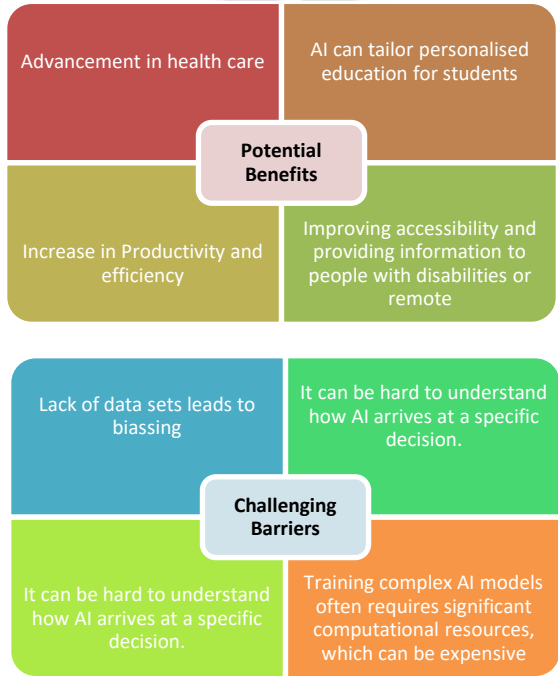 Advancement in health care
AI can tailor personalised
education for students
Potential
Benefits
Increase in Productivity and
efficiency
Improving accessibility and
providing information to
people with disabilities or
remote
Lack of data sets leads to
biassing
It can be hard to understand
how AI arrives at a specific
decision.
Challenging
Barriers
It can be hard to understand
how AI arrives at a specific
decision.
Training complex AI models
often requires significant
computational resources,
which can be expensive